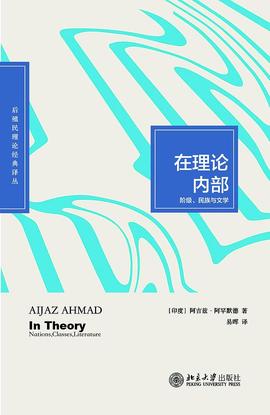 后殖民理论经典译丛
在理论
内部
阶级、民族与文学
AIJAZ AHMAD
In Theory
Nations,Classes,Literature
[印度] 阿吉兹·阿罕默德 著
易晖 译
北京大学出版社
PEKING UNIVERSITY PRESS